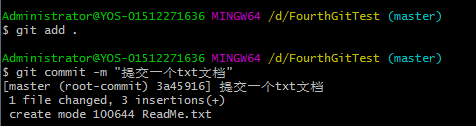 Administrator@YOS-01512271636 MINGW64 /d/FourthGitTest (master)
$ git add .
Administrator@YOS-01512271636 MINGW64 /d/FourthGitTest (master)
$ git commit -m "提交一个txt文档"
[master (root-commit) 3a45916] 提交一个txt文档
 1 file changed, 3 insertions(+)
 create mode 100644 ReadMe.txt